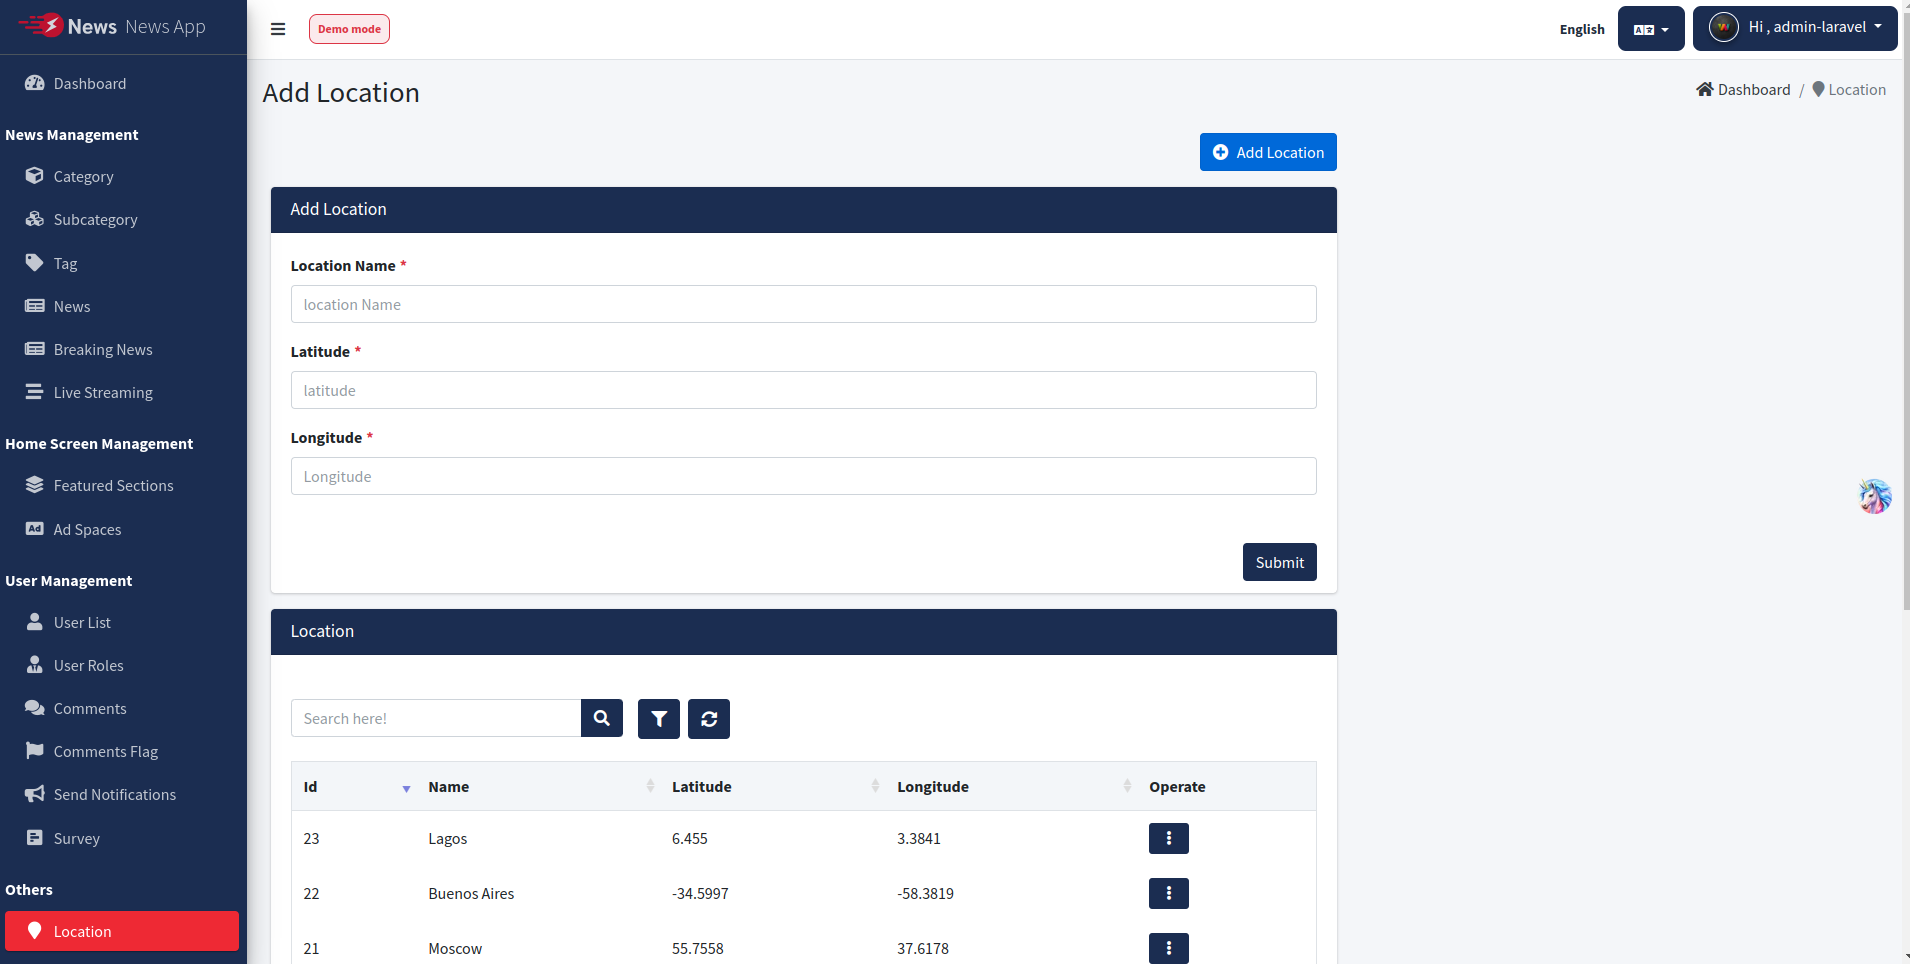 News News App
Demo mode
English
Hi , admin-laravel
Dashboard
News Management
Category
Subcategory
Tag
News
Breaking News
Live Streaming
Home Screen Management
Featured Sections
Ad
Ad Spaces
User Management
User List
User Roles
Comments
Comments Flag
Send Notifications
Survey
Others
Location
Add Location
Dashboard / Location
Add Location
Add Location
Location Name *
location Name
Latitude *
latitude
Longitude *
Longitude
Submit
Location
Search here!
Id Name Latitude Longitude Operate
23 Lagos 6.455 3.3841
22 Buenos Aires -34.5997 -58.3819
21 Moscow 55.7558 37.6178